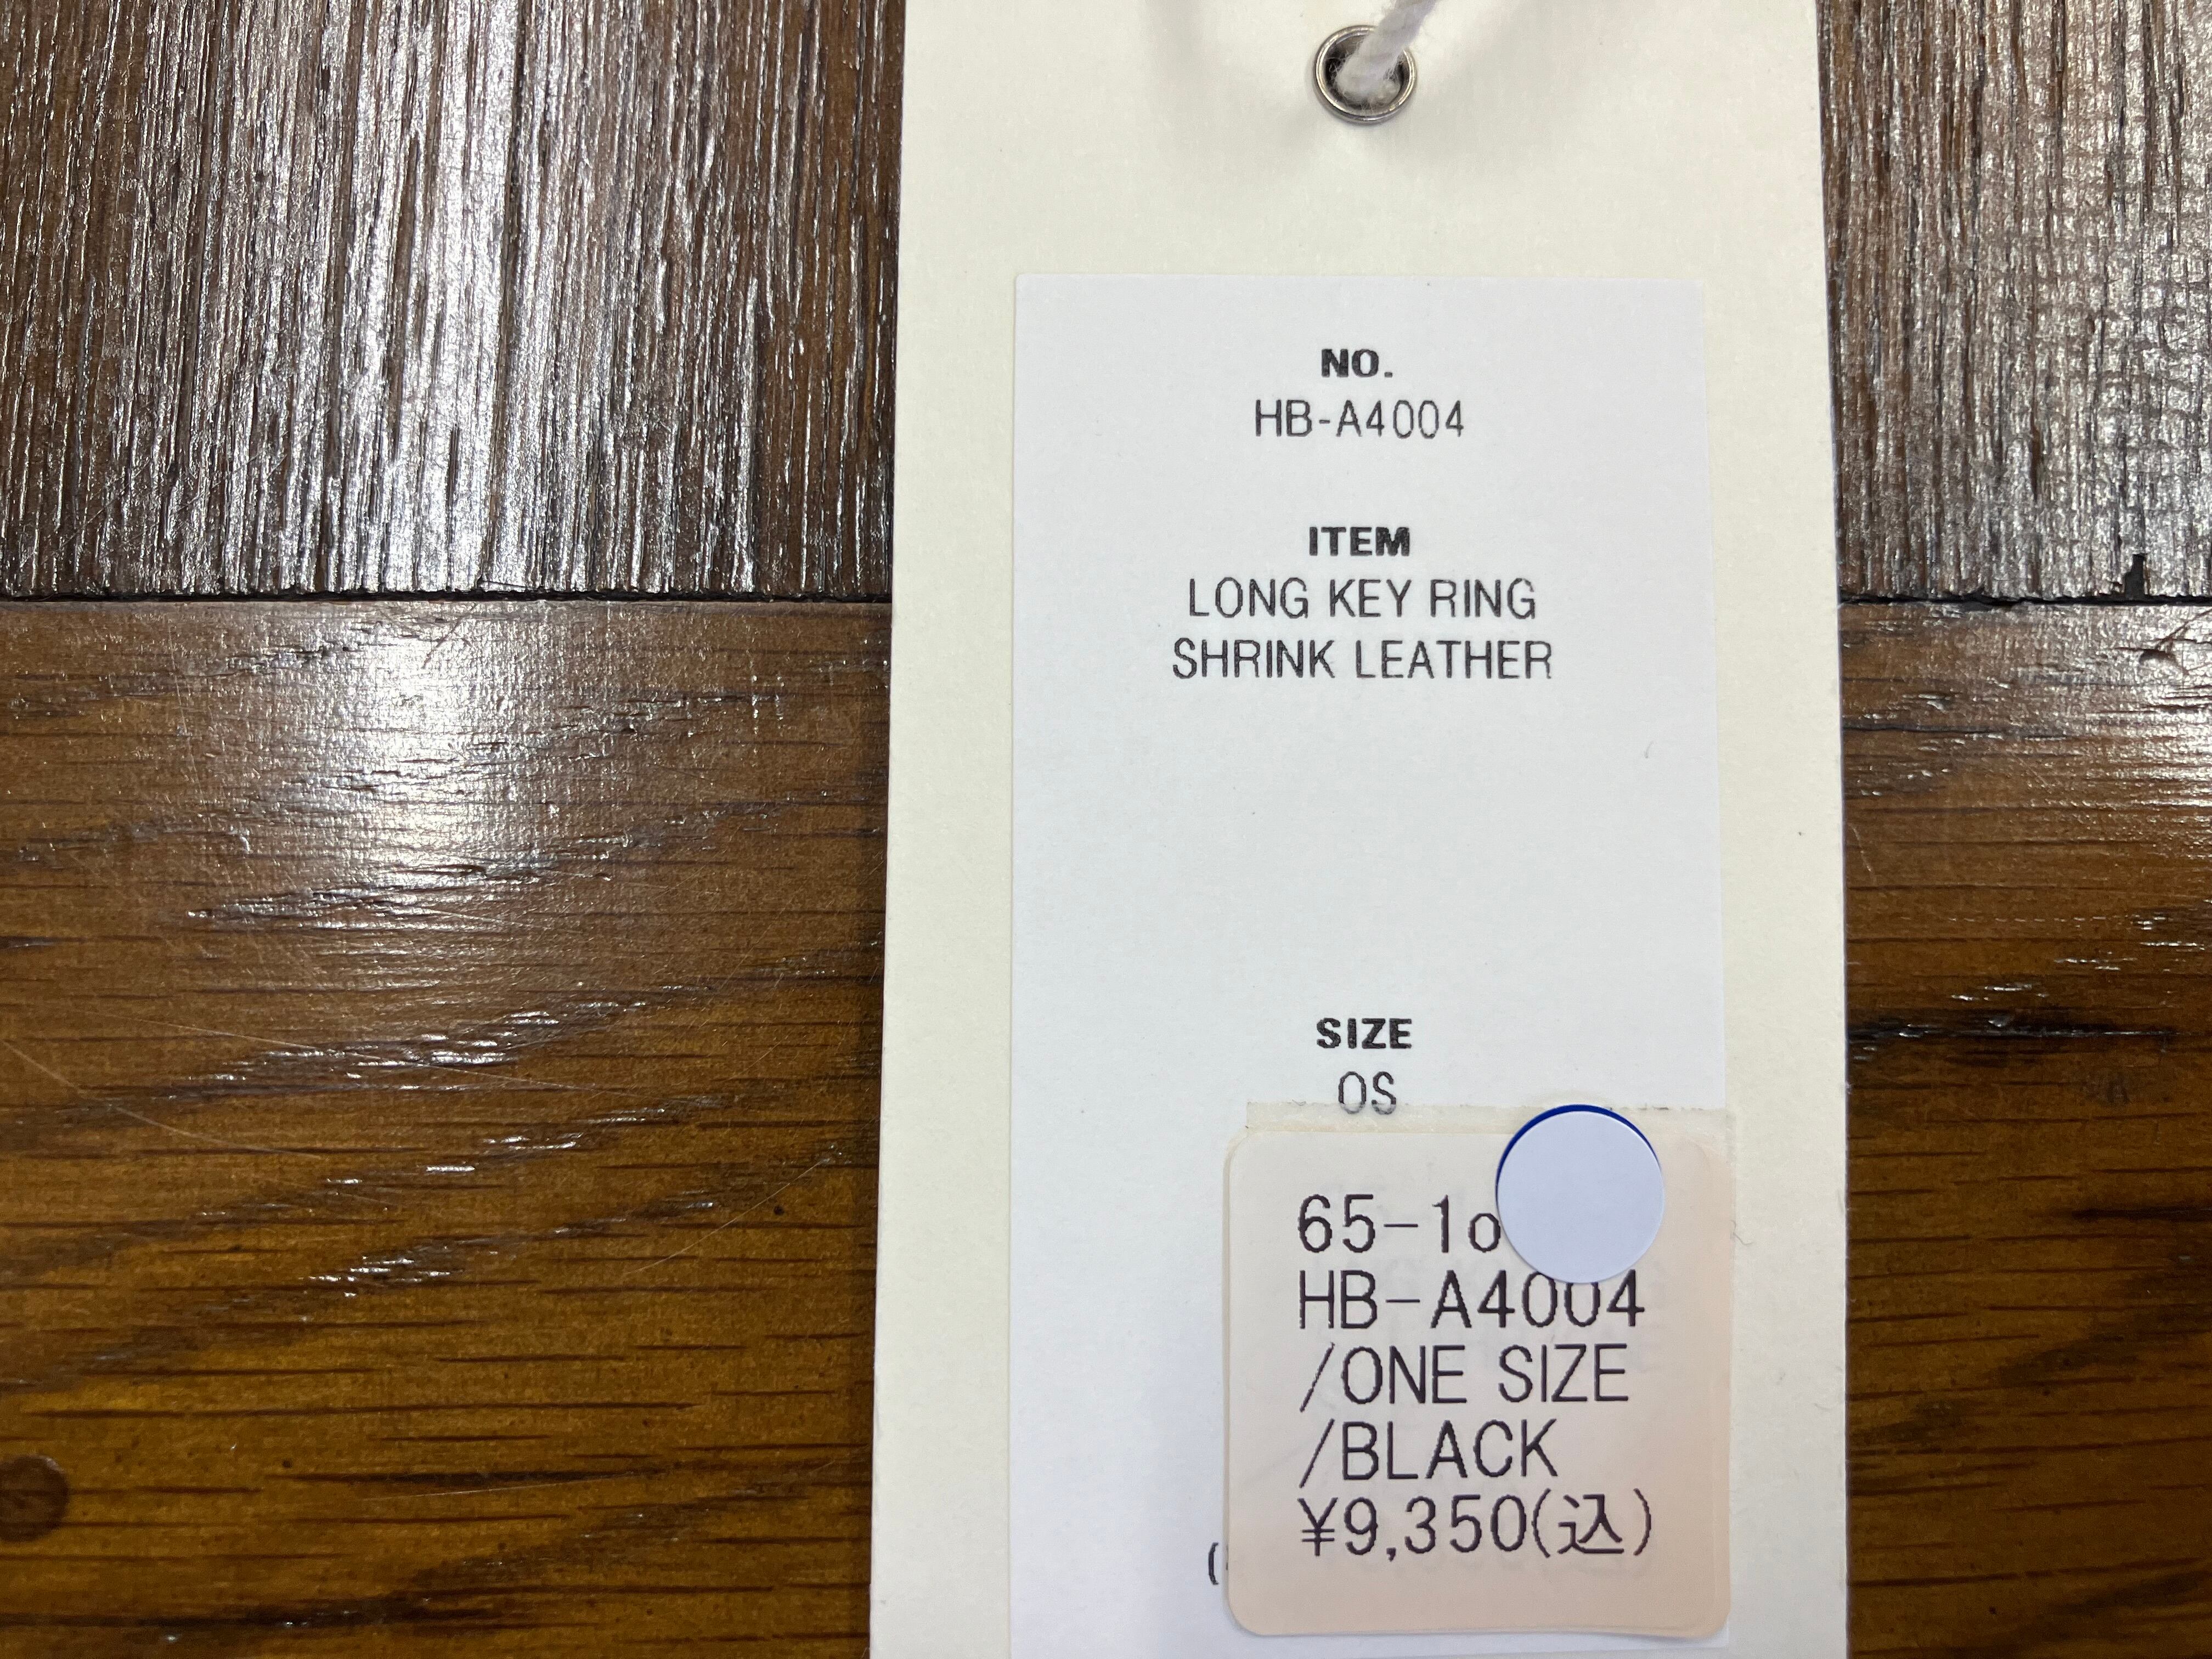 NO.
HB-A4004
ITEM
LONG KEY RING
SHRINK LEATHER
SIZE
OS
HB-A4004
/ONE SIZE
/BLACK
¥9,350(込)